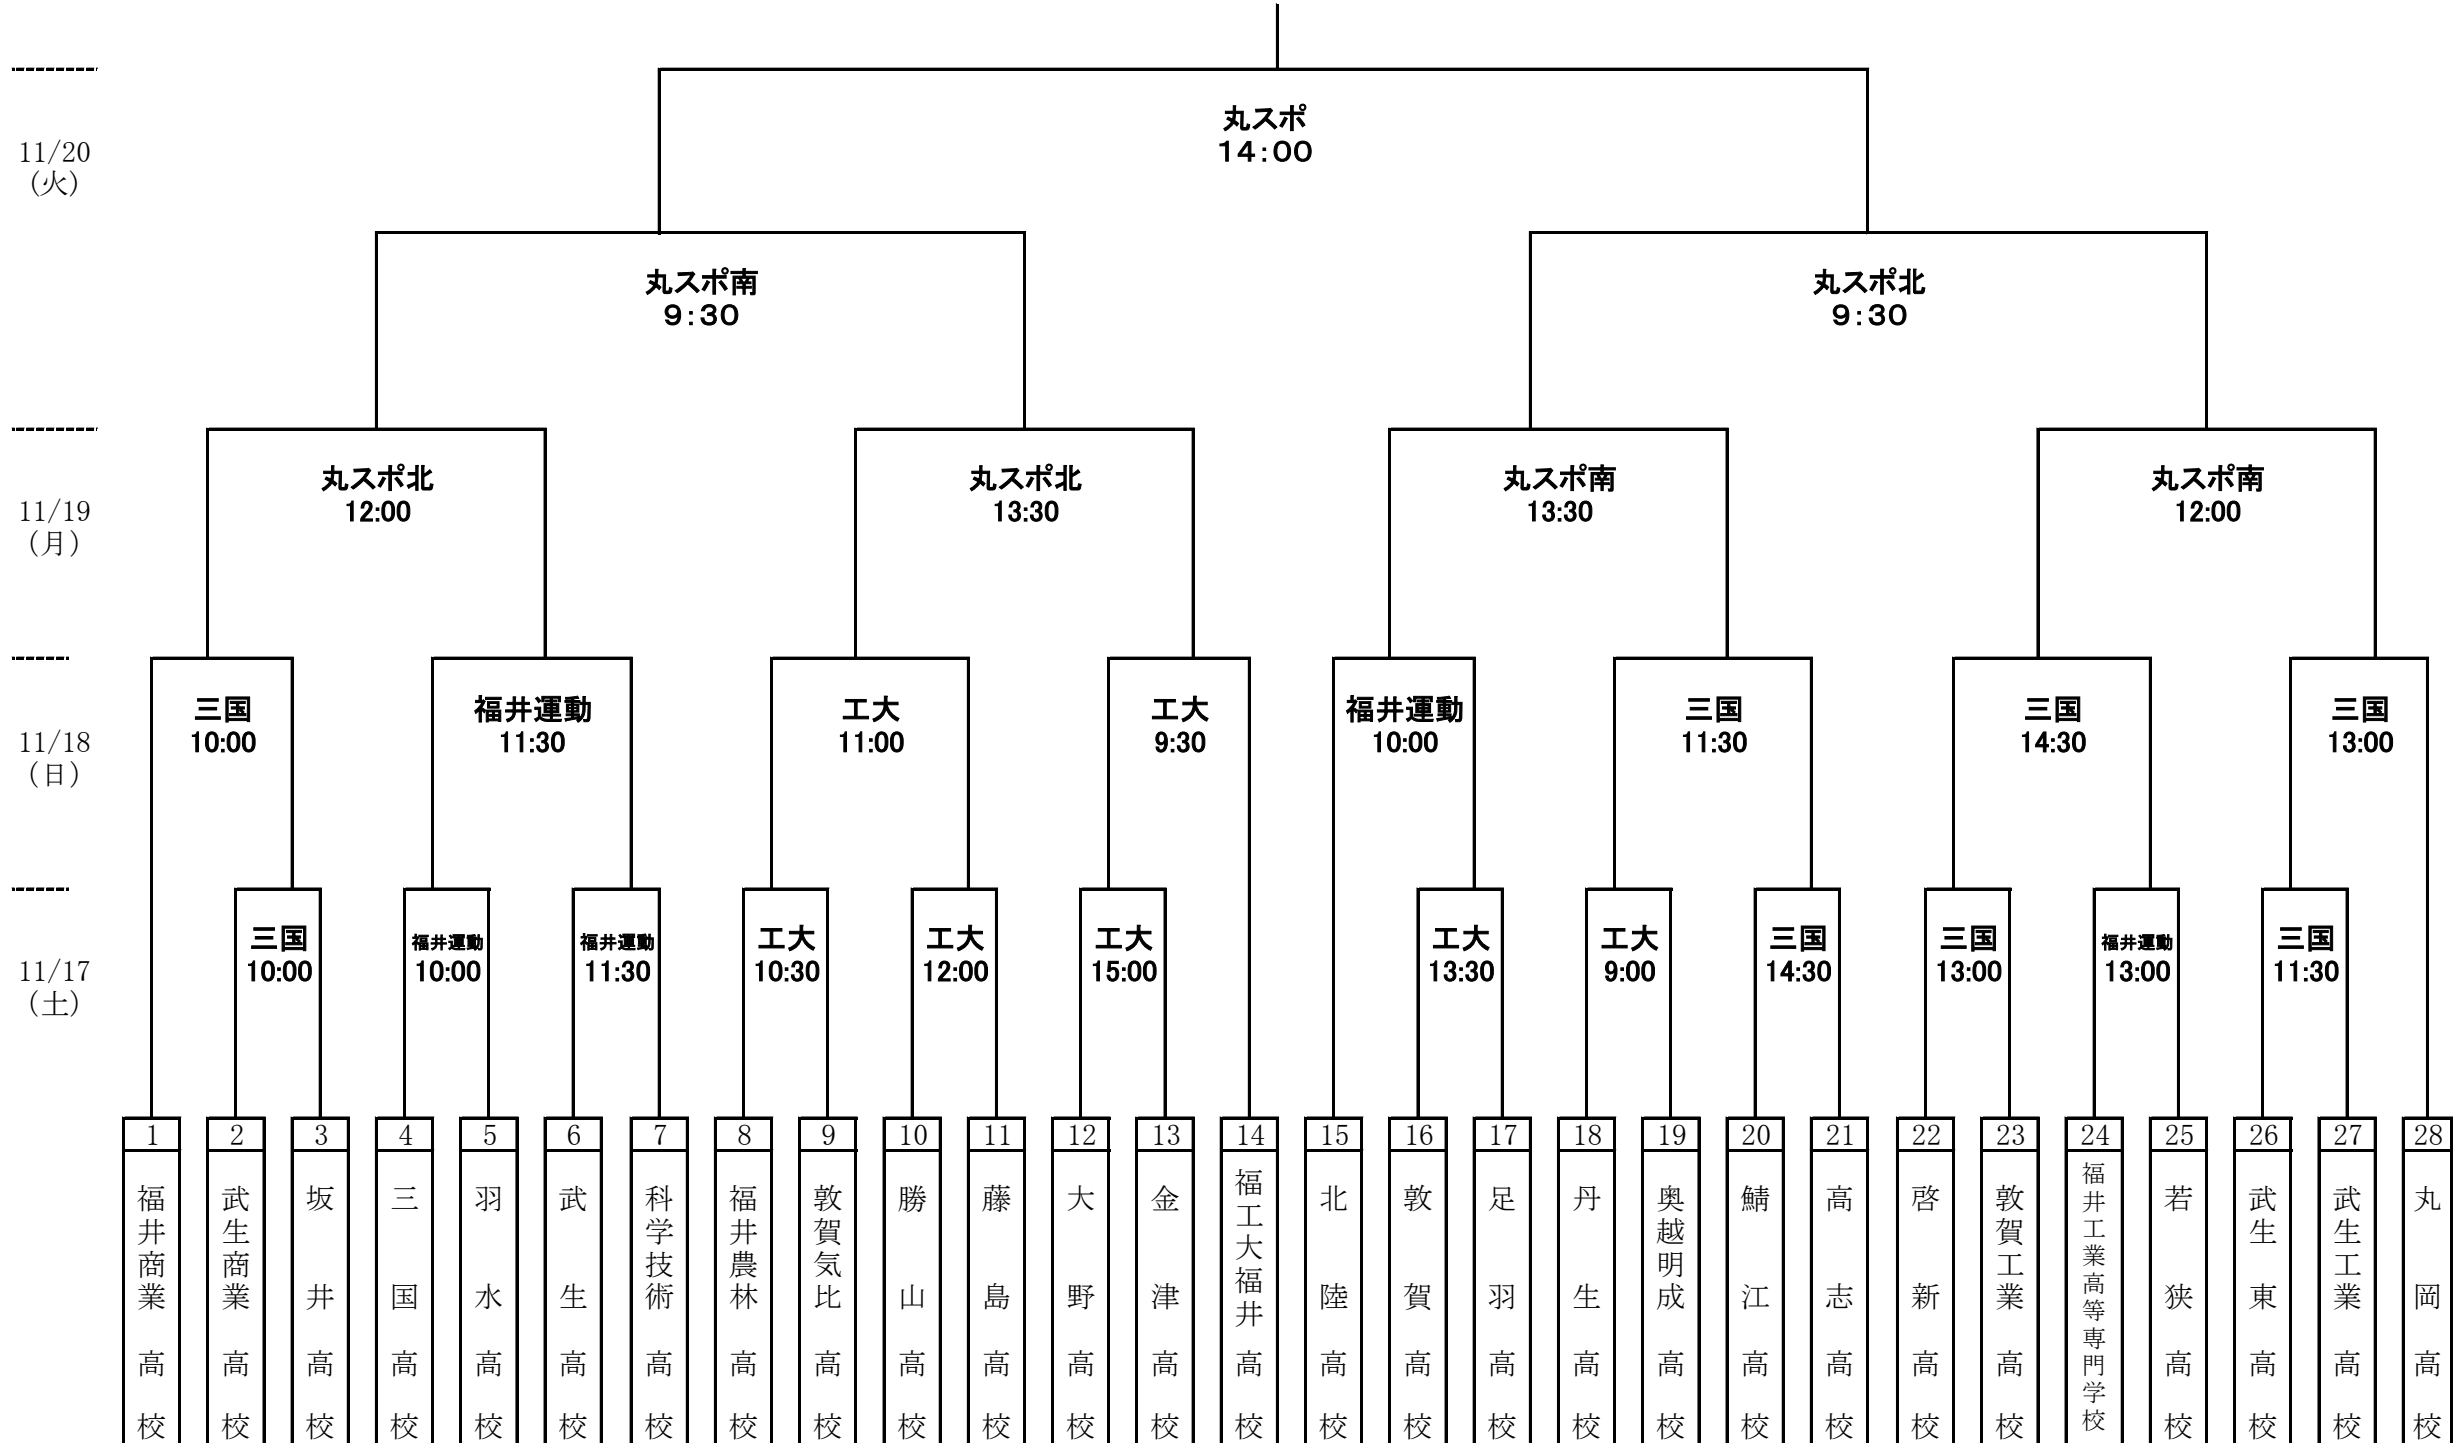 丸スポ
14：00
11/20
(火)
丸スポ南
9：30
丸スポ北
9：30
丸スポ北
12:00
丸スポ北
13:30
丸スポ南
13:30
丸スポ南
12:00
11/19
(月)
三国
10:00
福井運動
11:30
工大
11:00
工大
9:30
福井運動
10:00
三国
11:30
三国
14:30
三国
13:00
11/18
(日)
三国
10:00
福井運動
10:00
福井運動
11:30
工大
10:30
工大
12:00
工大
15:00
工大
13:30
工大
9:00
三国
14:30
三国
13:00
福井運動
13:00
三国
11:30
11/17
(土)
1
福井商業高校
2
武生商業高校
3
坂井高校
4
三国高校
5
羽水高校
6
武生高校
7
科学技術高校
8
福井農林高校
9
敦賀気比高校
10
勝山高校
11
藤島高校
12
大野高校
13
金津高校
14
福工大福井高校
15
北陸高校
16
敦賀高校
17
足羽高校
18
丹生高校
19
奥越明成高校
20
鯖江高校
21
高志高校
22
啓新高校
23
敦賀工業高校
24
福井工業高等専門学校
25
若狭高校
26
武生東高校
27
武生工業高校
28
丸岡高校